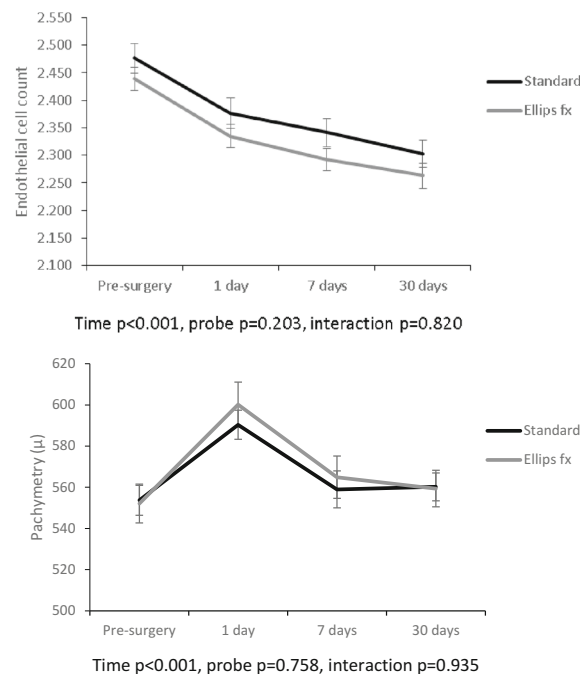 2.550
2.500
2.450
2.400
2.350
2.300
2.250
2.200
2.150
2.100
Endothelial cell count
Standard
Ellips fx
Pre-surgery 1 day 7 days 30 days
Time p<0.001, probe p=0.203, interaction p=0.820
620
600
580
560
540
520
500
Pachymetry (µ)
Standard
Ellips fx
Pre-surgery 1 day 7 days 30 days
Time p<0.001, probe p=0.758, interaction p=0.935